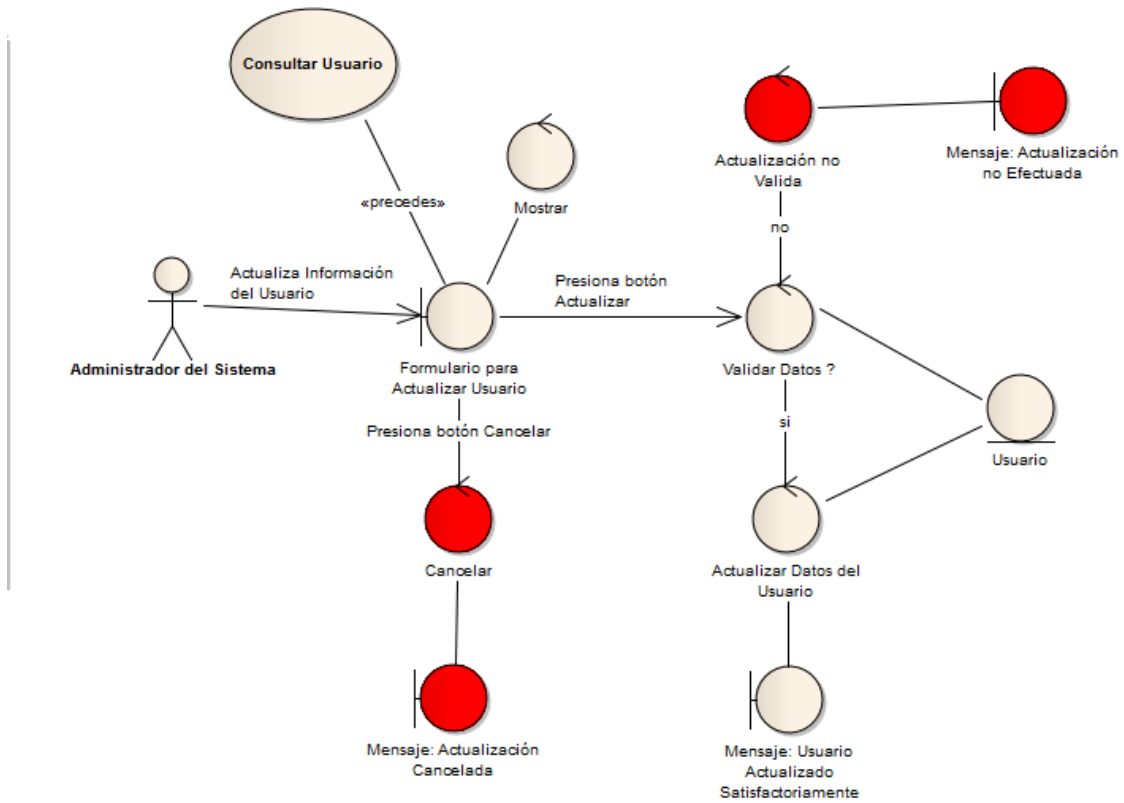 Consultar Usuario
«precedes»
Mostrar
Actualización no
Valida
Mensaje: Actualización
no Efectuada
no
Actualiza Información
del Usuario
Presiona botón
Actualizar
Administrador del Sistema
Formulario para
Actualizar Usuario
Validar Datos ?
Presiona botón Cancelar
si
Usuario
Cancelar
Actualizar Datos del
Usuario
Mensaje: Actualización
Cancelada
Mensaje: Usuario
Actualizado
Satisfactoriamente